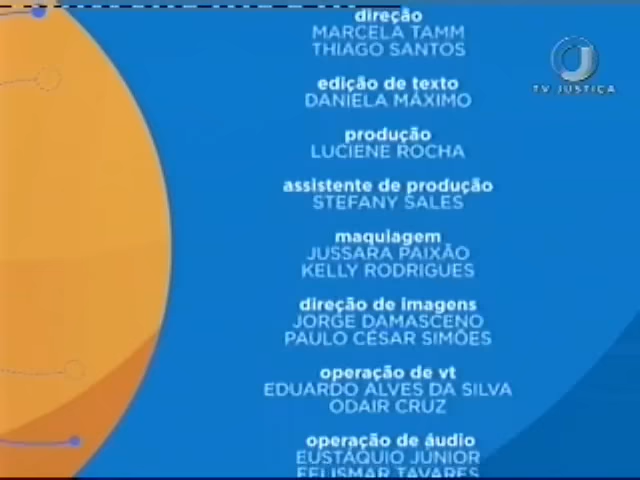 direção
MARCELA TAMM
THIAGO SANTOS
TV JUSTIÇA
edição de texto
DANIELA MÁXIMO
produção
LUCIENE ROCHA
assistente de produção
STEFANY SALES
maquiagem
JUSSARA PAIXÃO
KELLY RODRIGUES
direção de imagens
JORGE DAMASCENO
PAULO CÉSAR SIMÕES
operação de vt
EDUARDO ALVES DA SILVA
ODAIR CRUZ
operação de áudio
EUSTÁQUIO JÚNIOR
FELISMAR TAVARES